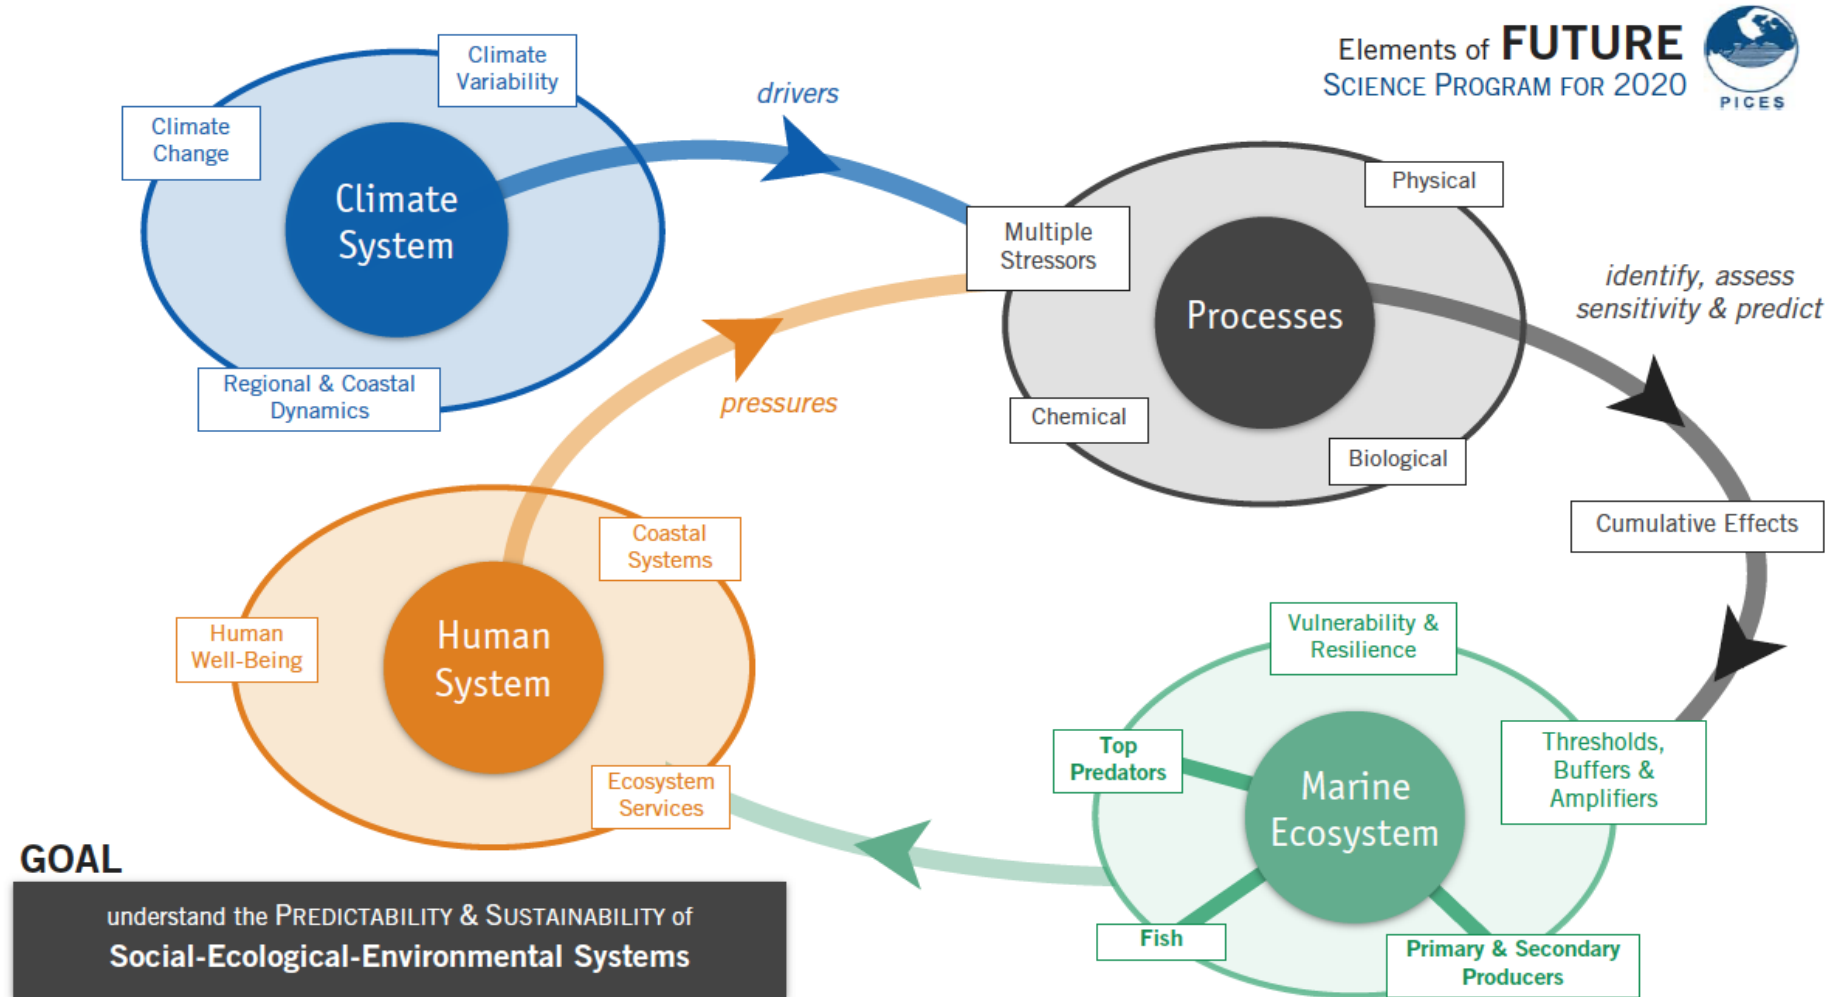 Elements of FUTURE
SCIENCE PROGRAM FOR 2020
PICES
Climate
Variability
Climate
Change
Climate
System
Regional & Coastal
Dynamics
drivers
pressures
Multiple
Stressors
Physical
Processes
Chemical
Biological
identify, assess
sensitivity & predict
Cumulative Effects
Coastal
Systems
Human
Well-Being
Human
System
Ecosystem
Services
Vulnerability &
Resilience
Top
Predators
Thresholds,
Buffers &
Amplifiers
Marine
Ecosystem
Fish
Primary & Secondary
Producers
GOAL
understand the PREDICTABILITY & SUSTAINABILITY of
Social-Ecological-Environmental Systems